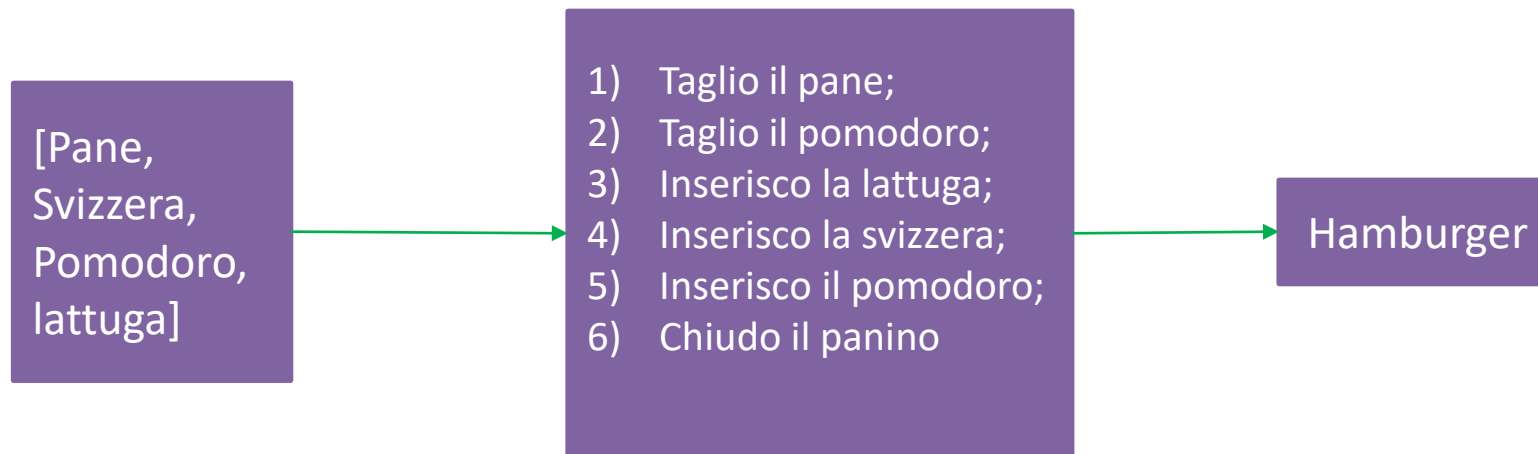 [Pane,
Svizzera,
Pomodoro,
lattuga]
1) Taglio il pane;
2) Taglio il pomodoro;
3) Inserisco la lattuga;
4) Inserisco la svizzera;
5) Inserisco il pomodoro;
6) Chiudo il panino
Hamburger